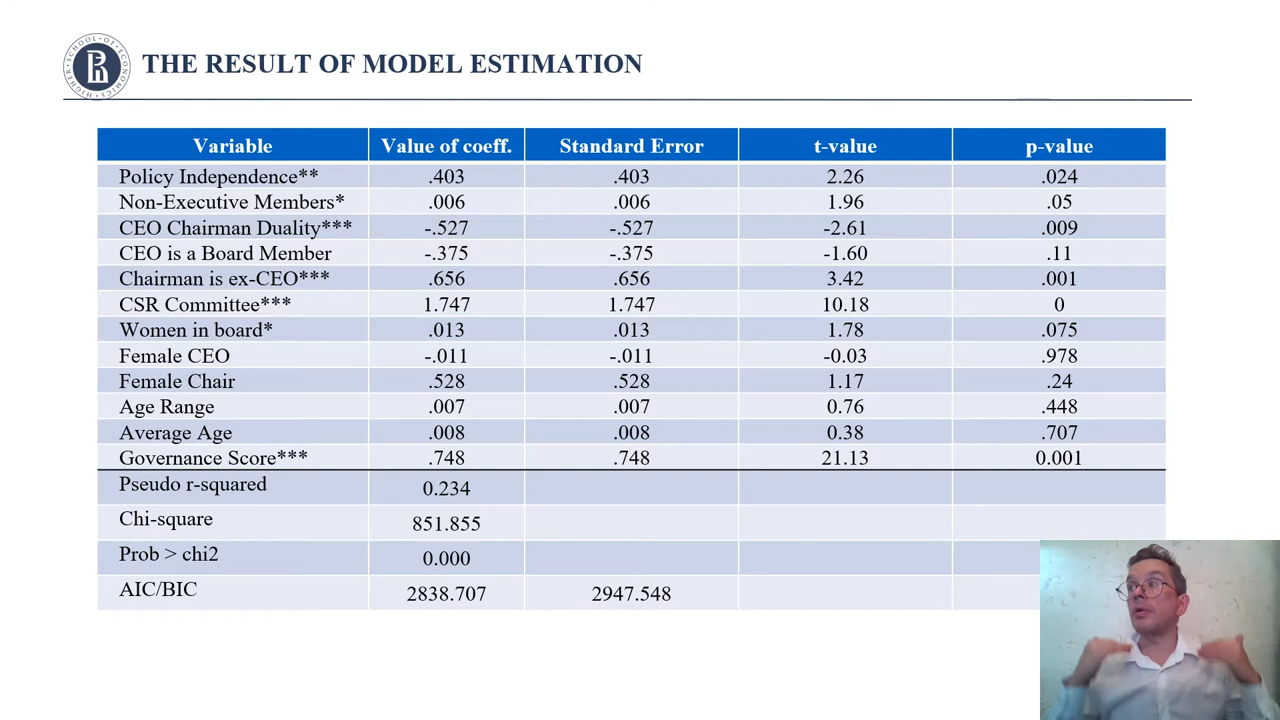 HIGHER SCHOOL OF ECONOMICS
THE RESULT OF MODEL ESTIMATION
Variable Value of coeff. Standard Error t-value p-value
Policy Independence** .403 .403 2.26 .024
Non-Executive Members* .006 .006 1.96 .05
CEO Chairman Duality*** -.527 -.527 -2.61 .009
CEO is a Board Member -.375 -.375 -1.60 .11
Chairman is ex-CEO*** .656 .656 3.42 .001
CSR Committee*** 1.747 1.747 10.18 0
Women in board* .013 .013 1.78 .075
Female CEO -.011 -.011 -0.03 .978
Female Chair .528 .528 1.17 .24
Age Range .007 .007 0.76 .448
Average Age .008 .008 0.38 .707
Governance Score*** .748 .748 21.13 0.001
Pseudo r-squared 0.234
Chi-square 851.855
Prob > chi2 0.000
AIC/BIC 2838.707 2947.548